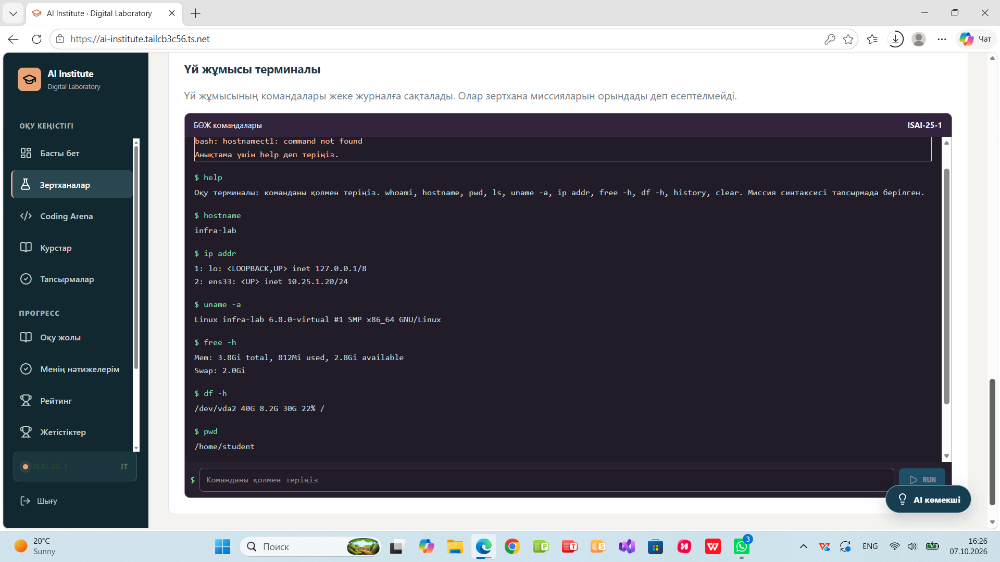 AI Institute · Digital Laboratory
https://ai-institute.tailcb3c56.ts.net
Чат
AI Institute
Digital Laboratory
ОҚУ КЕҢІСТІГІ
Басты бет
Зертханалар
Coding Arena
Курстар
Тапсырмалар
ПРОГРЕСС
Оқу жолы
Менің нәтижелерім
Рейтинг
Жетістіктер
ISAI-25-1 IT
Шығу
Үй жұмысы терминалы
Үй жұмысының командалары жеке журналға сақталады. Олар зертхана миссияларын орындады деп есептелмейді.
БӨЖ командалары ISAI-25-1
bash: hostnamectl: command not found
Анықтама үшін help деп теріңіз.
$ help
Оқу терминалы: команданы қолмен теріңіз. whoami, hostname, pwd, ls, uname -a, ip addr, free -h, df -h, history, clear. Миссия синтаксисі тапсырмада берілген.
$ hostname
infra-lab
$ ip addr
1: lo: <LOOPBACK,UP> inet 127.0.0.1/8
2: ens33: <UP> inet 10.25.1.20/24
$ uname -a
Linux infra-lab 6.8.0-virtual #1 SMP x86_64 GNU/Linux
$ free -h
Mem: 3.8Gi total, 812Mi used, 2.8Gi available
Swap: 2.0Gi
$ df -h
/dev/vda2 40G 8.2G 30G 22% /
$ pwd
/home/student
$ Команданы қолмен теріңіз
RUN
AI көмекші
20°C
Sunny
Поиск
3
ENG
16:26
07.10.2026